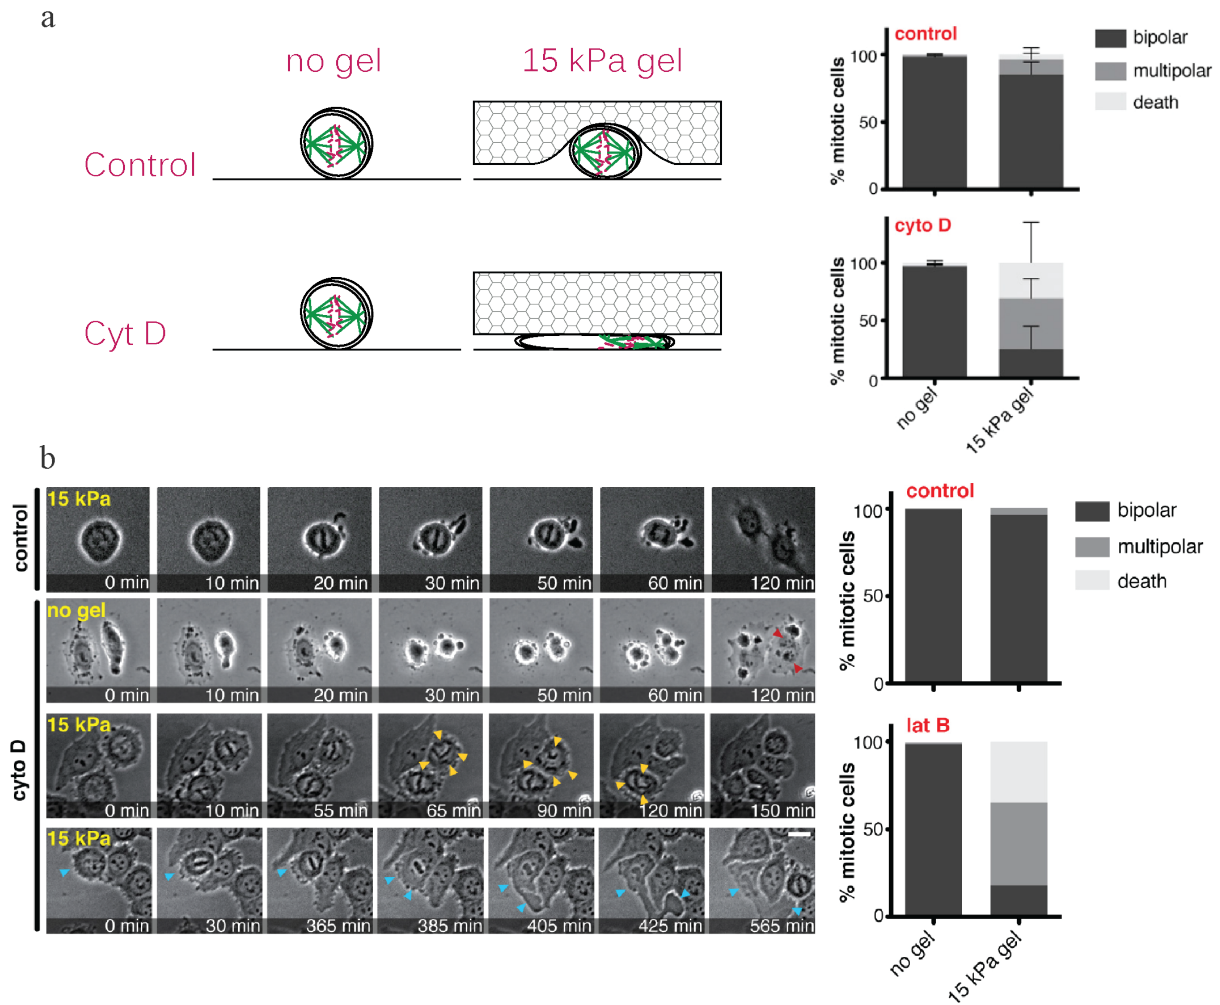 a
no gel
15 kPa gel
Control
Cyt D
control
% mitotic cells
100
50
0
bipolar
multipolar
death
cyto D
% mitotic cells
100
50
0
no gel
15 kPa gel
b
control
15 kPa
0 min
10 min
20 min
30 min
50 min
60 min
120 min
cyto D
no gel
0 min
10 min
20 min
30 min
50 min
60 min
120 min
15 kPa
0 min
10 min
55 min
65 min
90 min
120 min
150 min
15 kPa
0 min
30 min
365 min
385 min
405 min
425 min
565 min
control
% mitotic cells
100
50
0
bipolar
multipolar
death
lat B
% mitotic cells
100
50
0
no gel
15 kPa gel